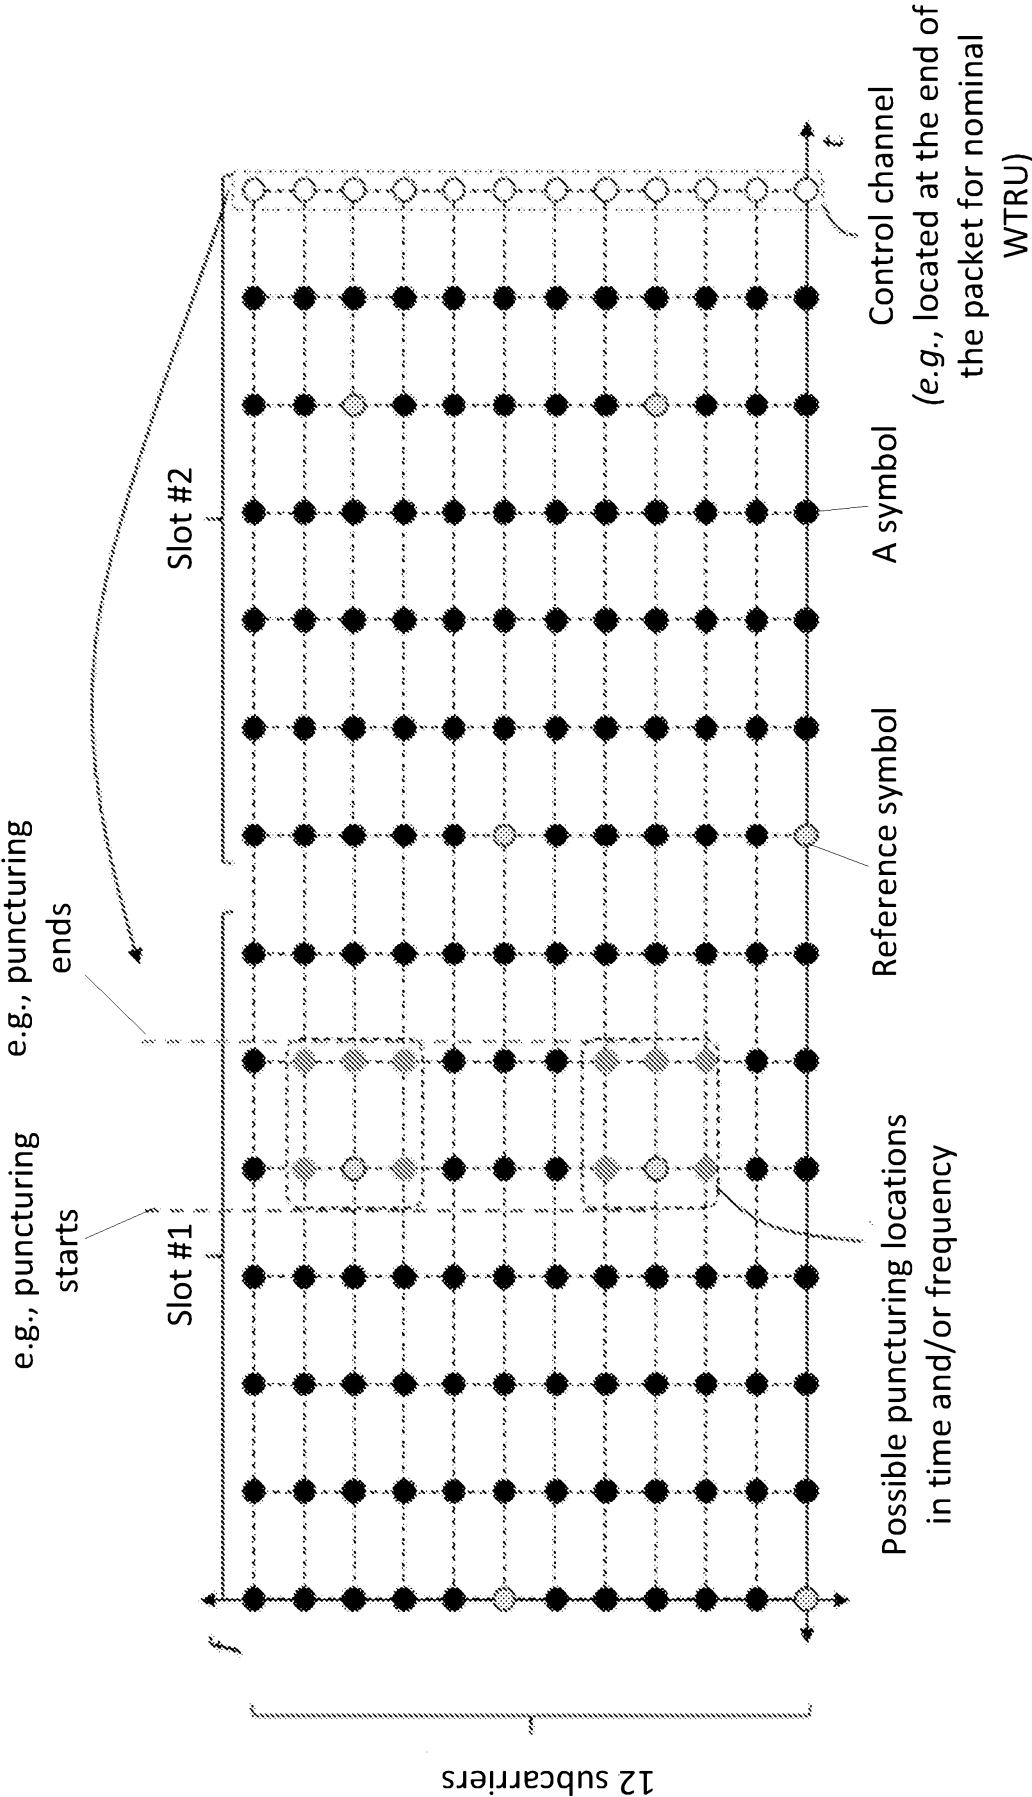 e.g., puncturing
starts
e.g., puncturing
ends
Slot #1
Slot #2
f
12 subcarriers
t
Possible puncturing locations
in time and/or frequency
Reference symbol
A symbol
Control channel
(e.g., located at the end of
the packet for nominal
WTRU)